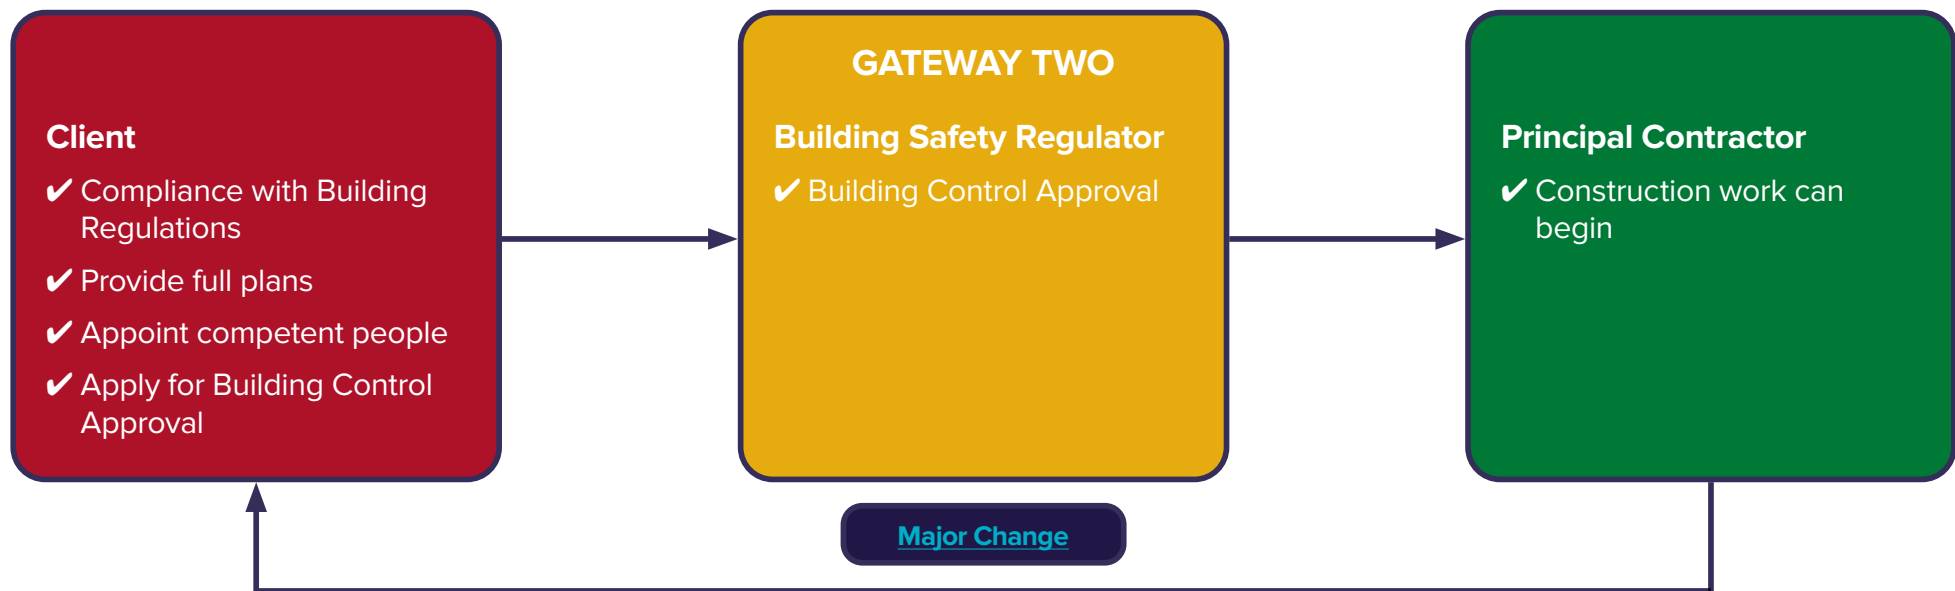 Client
✔ Compliance with Building
Regulations
✔ Provide full plans
✔ Appoint competent people
✔ Apply for Building Control
Approval
GATEWAY TWO
Building Safety Regulator
✔ Building Control Approval
Principal Contractor
✔ Construction work can
begin
Major Change